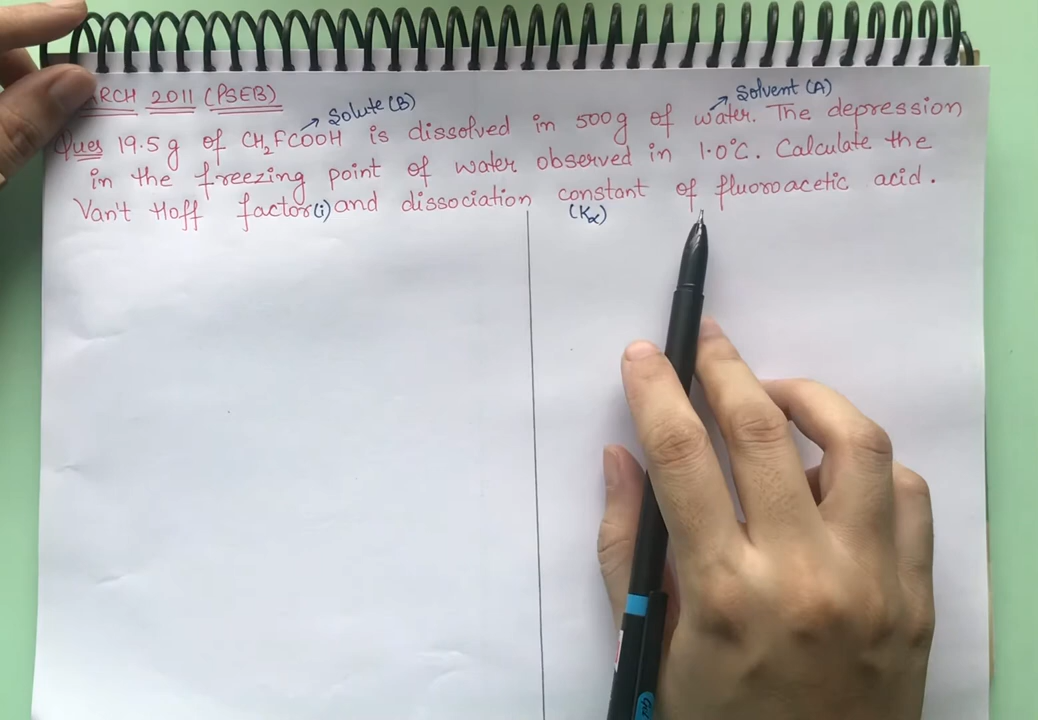 ARCH 2011 (PSEB)
→ Solute (B)
→ Solvent (A)
Ques 19.5 g of CH₂FCOOH is dissolved in 500g of water. The depression
in the freezing point of water observed in 1.0°C. Calculate the
Van't Hoff factor(i) and dissociation constant of fluoroacetic acid.
(Kα)